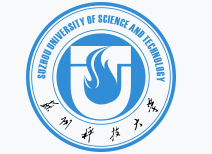 SUZHOU UNIVERSITY OF SCIENCE AND TECHNOLOGY
苏州科技大学